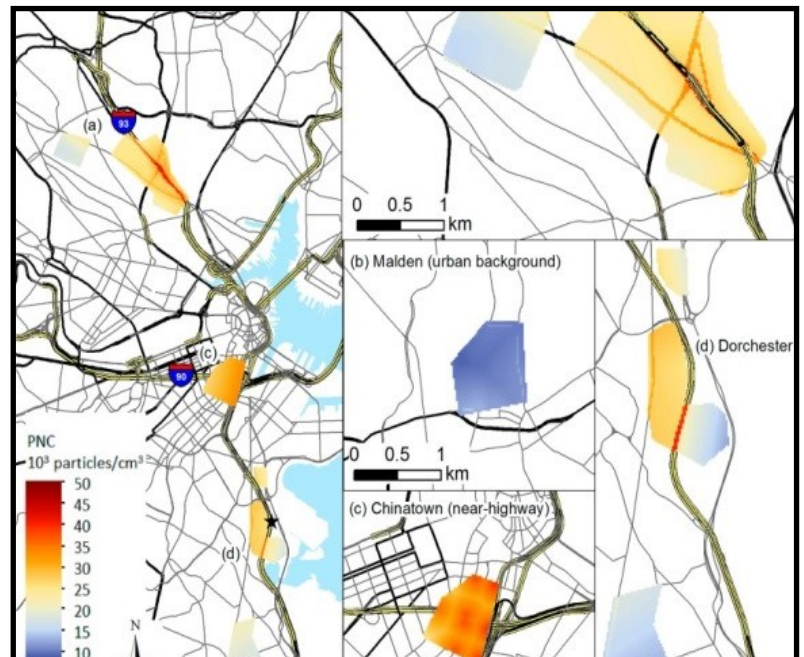 (a)
93
(c)
90
(d)
PNC
10³ particles/cm³
50
45
40
35
30
25
20
15
10
N
0 0.5 1
km
(b) Malden (urban background)
0 0.5 1
km
(c) Chinatown (near-highway)
(d) Dorchester